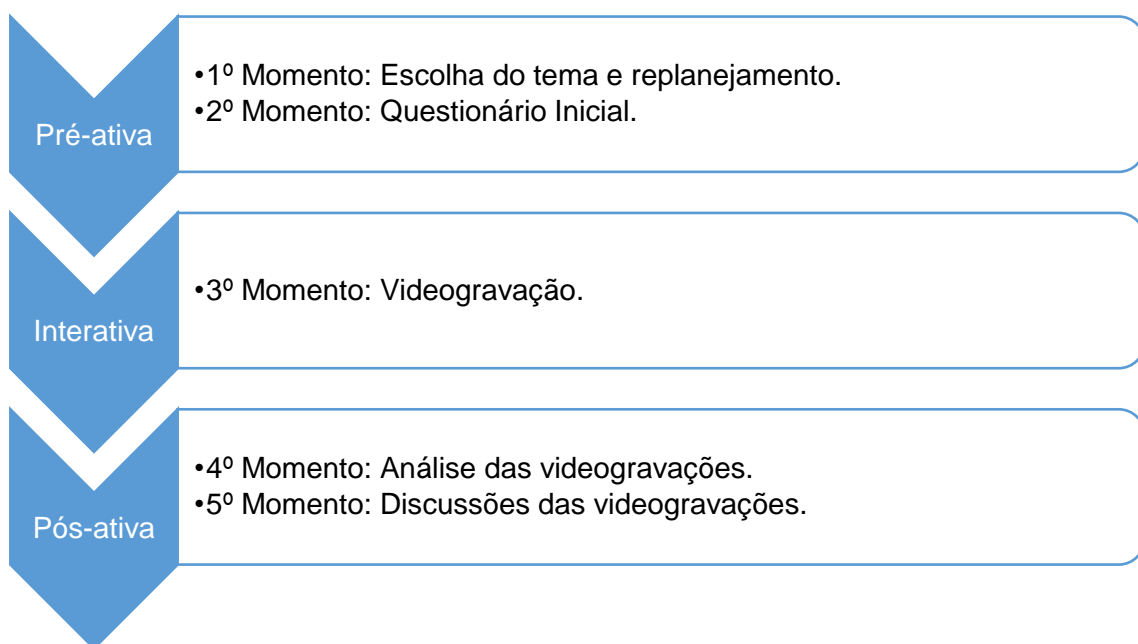 Pré-ativa
•1º Momento: Escolha do tema e replanejamento.
•2º Momento: Questionário Inicial.
Interativa
•3º Momento: Videogravação.
Pós-ativa
•4º Momento: Análise das videogravações.
•5º Momento: Discussões das videogravações.